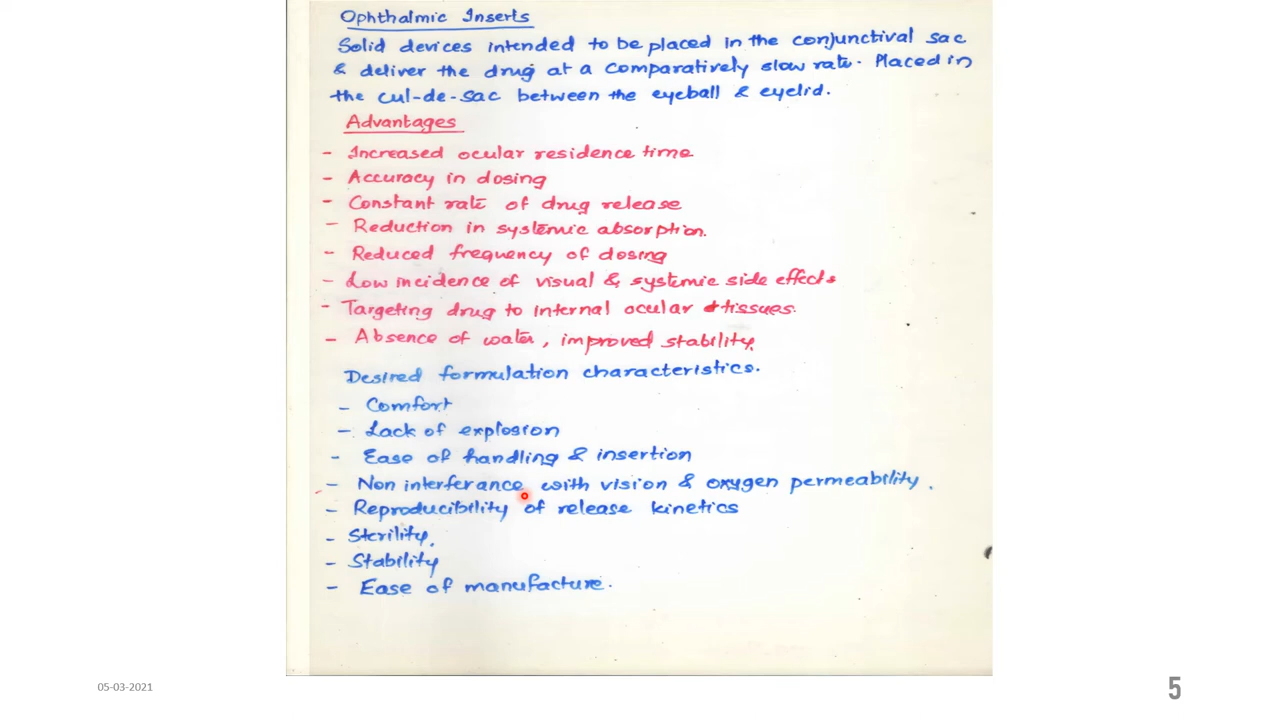 Ophthalmic Inserts
Solid devices intended to be placed in the conjunctival sac
& deliver the drug at a comparatively slow rate. Placed in
the cul-de-sac between the eyeball & eyelid.
Advantages
- Increased ocular residence time
- Accuracy in dosing
- Constant rate of drug release
- Reduction in systemic absorption.
- Reduced frequency of dosing
- Low incidence of visual & systemic side effects
- Targeting drug to internal ocular tissues.
- Absence of water, improved stability.
Desired formulation characteristics.
- Comfort
- Lack of explosion
- Ease of handling & insertion
- Non interferance with vision & oxygen permeability.
- Reproducibility of release kinetics
- Sterility.
- Stability
- Ease of manufacture.
05-03-2021
5